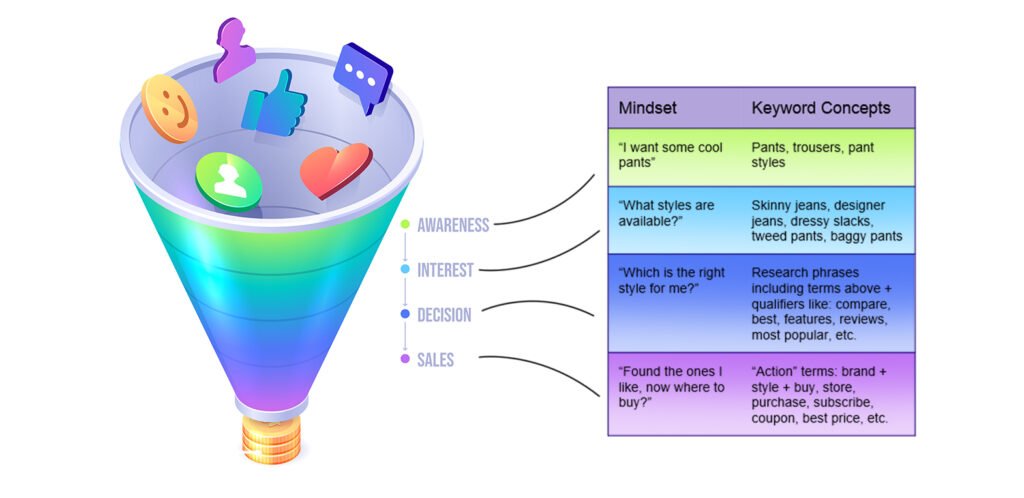 AWARENESS
INTEREST
DECISION
SALES
Mindset
Keyword Concepts
“I want some cool
pants”
Pants, trousers, pant
styles
“What styles are
available?”
Skinny jeans, designer
jeans, dressy slacks,
tweed pants, baggy pants
“Which is the right
style for me?”
Research phrases
including terms above +
qualifiers like: compare,
best, features, reviews,
most popular, etc.
“Found the ones I
like, now where to
buy?”
“Action” terms: brand +
style + buy, store,
purchase, subscribe,
coupon, best price, etc.